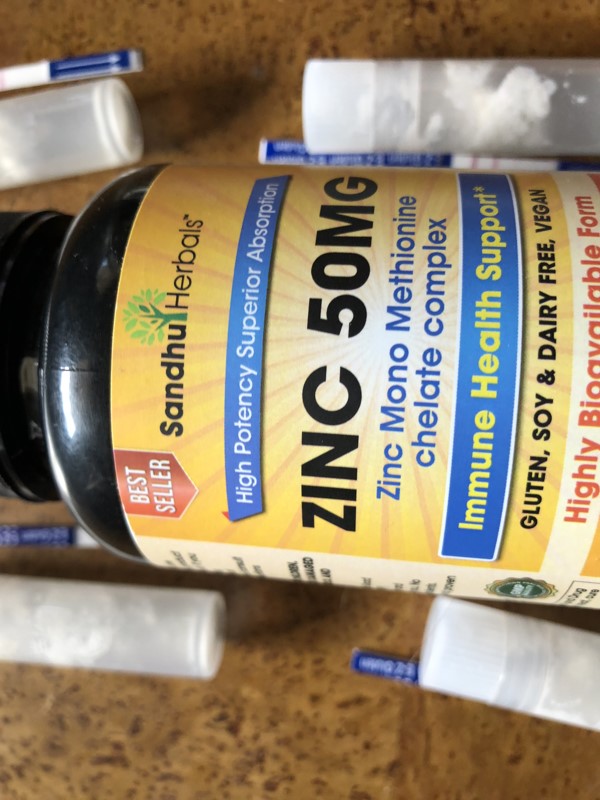 BEST
SELLER
Sandhu Herbals™
High Potency Superior Absorption
ZINC 50MG
Zinc Mono Methionine
chelate complex
Immune Health Support*
GLUTEN, SOY & DAIRY FREE, VEGAN
Highly Bioavailable Form